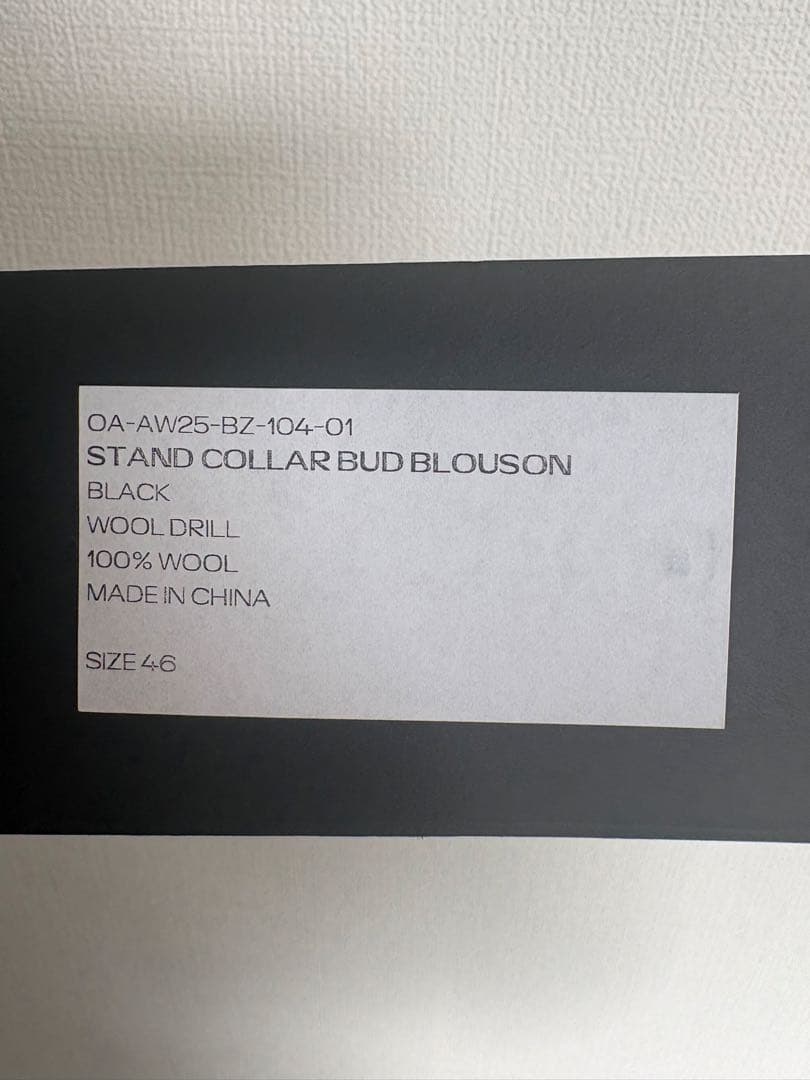 OA-AW25-BZ-104-01
STAND COLLAR BUD BLOUSON
BLACK
WOOL DRILL
100% WOOL
MADE IN CHINA
SIZE 46